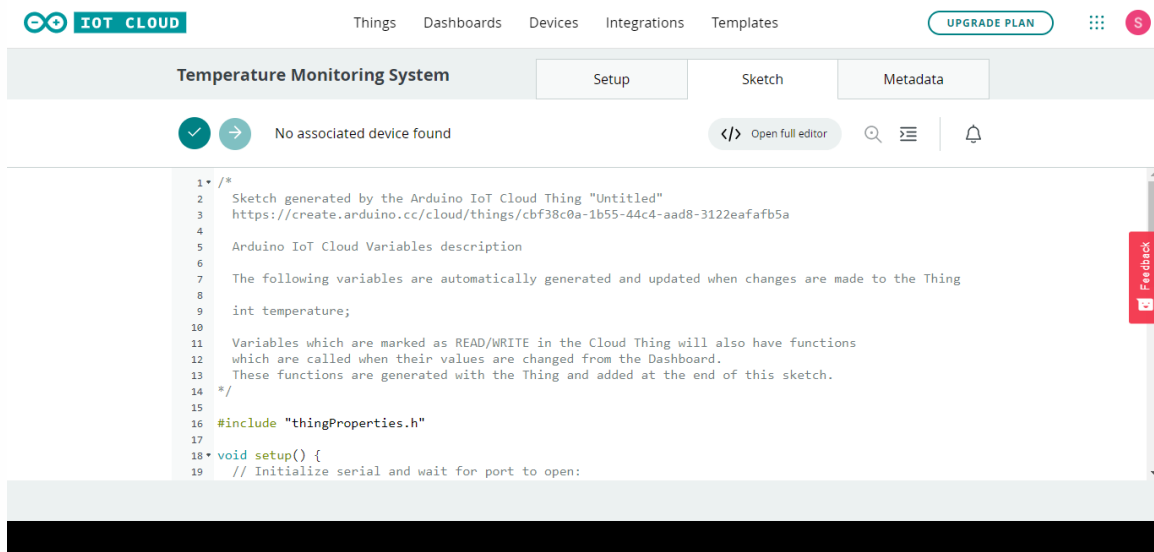 IOT CLOUD
Things Dashboards Devices Integrations Templates
UPGRADE PLAN
S
Temperature Monitoring System
Setup Sketch Metadata
No associated device found
</> Open full editor
1 /*
2 Sketch generated by the Arduino IoT Cloud Thing "Untitled"
3 https://create.arduino.cc/cloud/things/cbf38c0a-1b55-44c4-aad8-3122eafafb5a
4
5 Arduino IoT Cloud Variables description
6
7 The following variables are automatically generated and updated when changes are made to the Thing
8
9 int temperature;
10
11 Variables which are marked as READ/WRITE in the Cloud Thing will also have functions
12 which are called when their values are changed from the Dashboard.
13 These functions are generated with the Thing and added at the end of this sketch.
14 */
15
16 #include "thingProperties.h"
17
18 void setup() {
19 // Initialize serial and wait for port to open:
Feedback